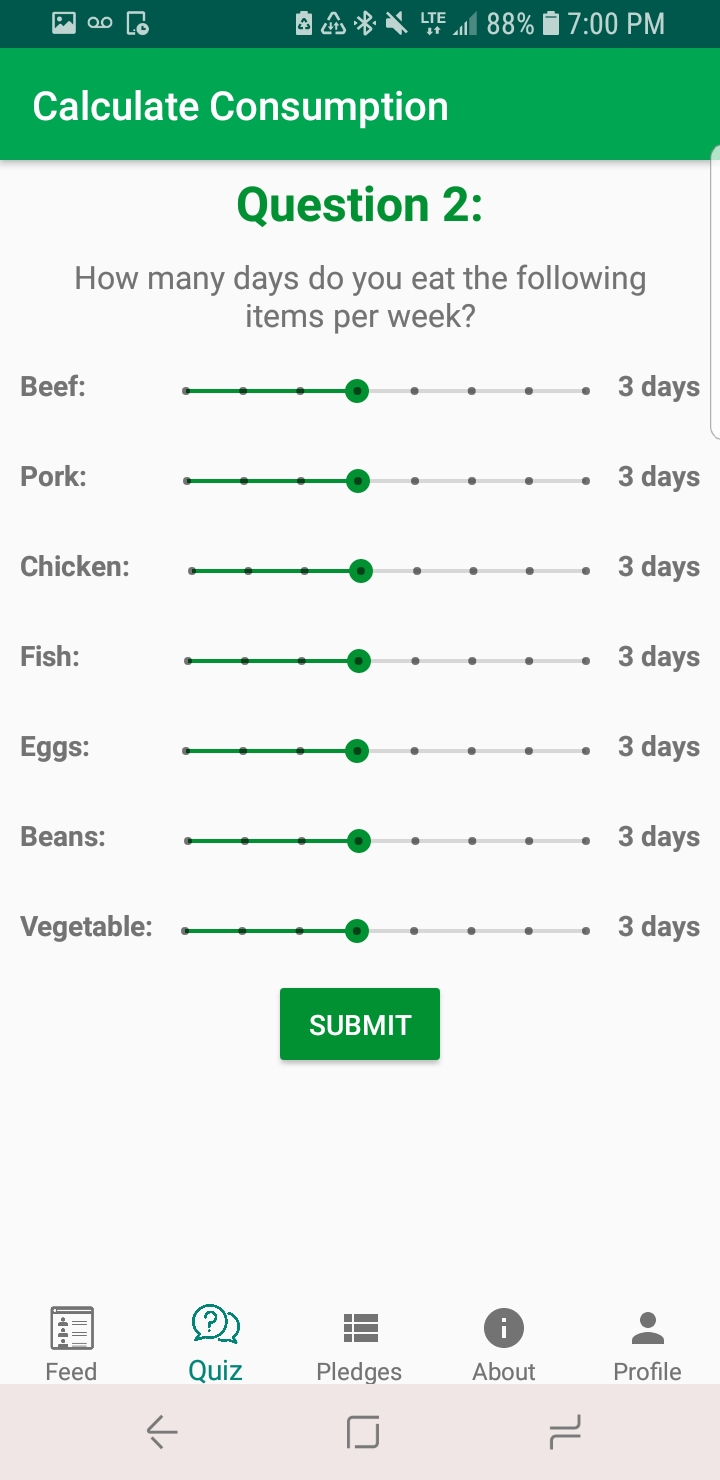 LTE 88% 7:00 PM
Calculate Consumption
Question 2:
How many days do you eat the following
items per week?
Beef: 3 days
Pork: 3 days
Chicken: 3 days
Fish: 3 days
Eggs: 3 days
Beans: 3 days
Vegetable: 3 days
SUBMIT
Feed Quiz Pledges About Profile